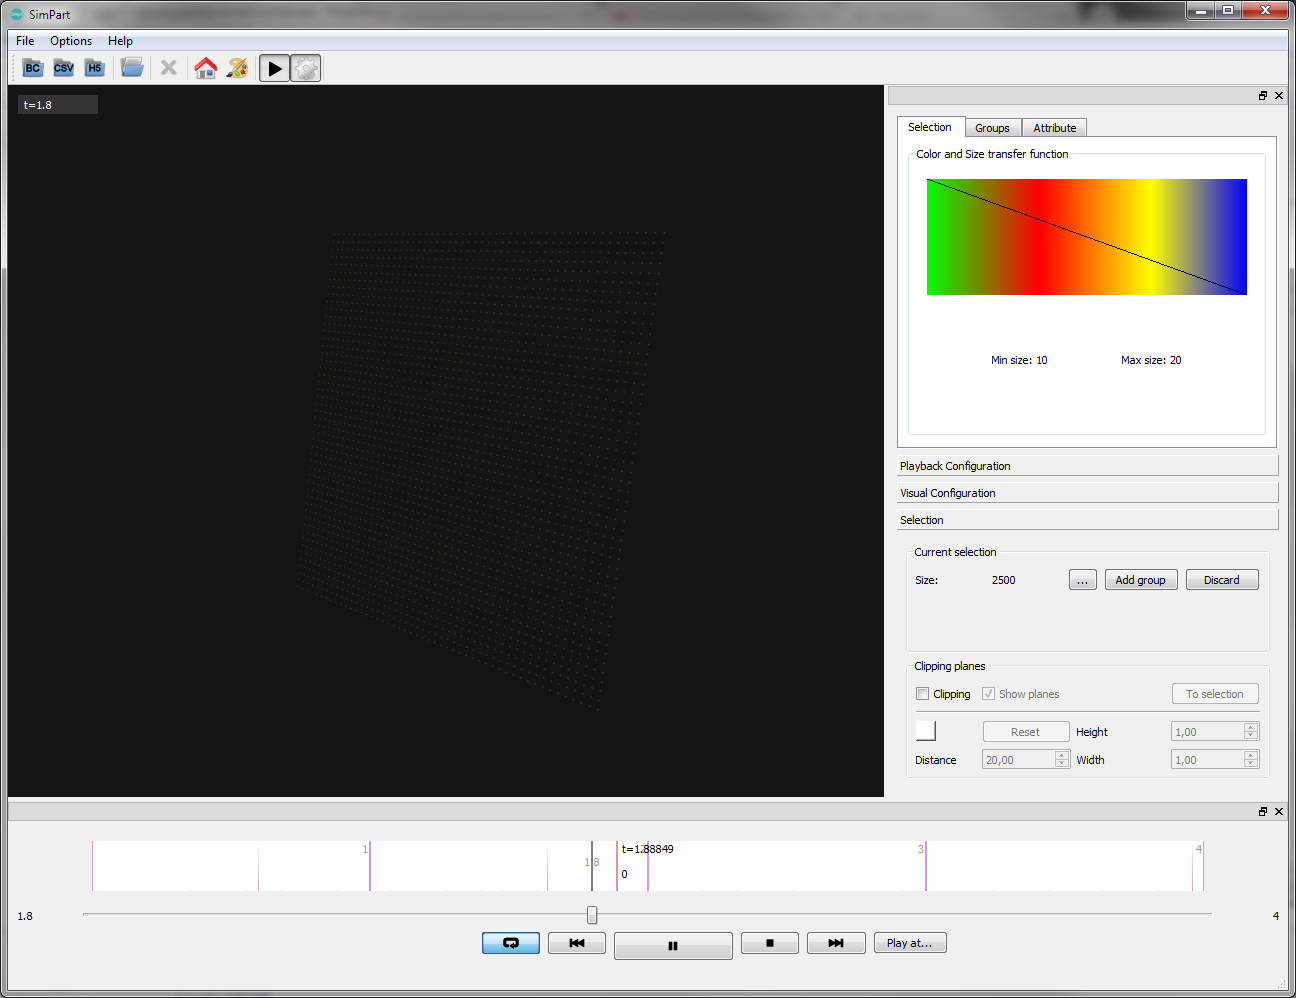 SimPart
File Options Help
BC CSV H5
t=1.8
Selection Groups Attribute
Color and Size transfer function
Min size: 10 Max size: 20
Playback Configuration
Visual Configuration
Selection
Current selection
Size: 2500 ... Add group Discard
Clipping planes
Clipping Show planes To selection
Reset Height 1,00
Distance 20,00 Width 1,00
1 t=1.88849 3 4
1.8
0
1.8 4
Play at...